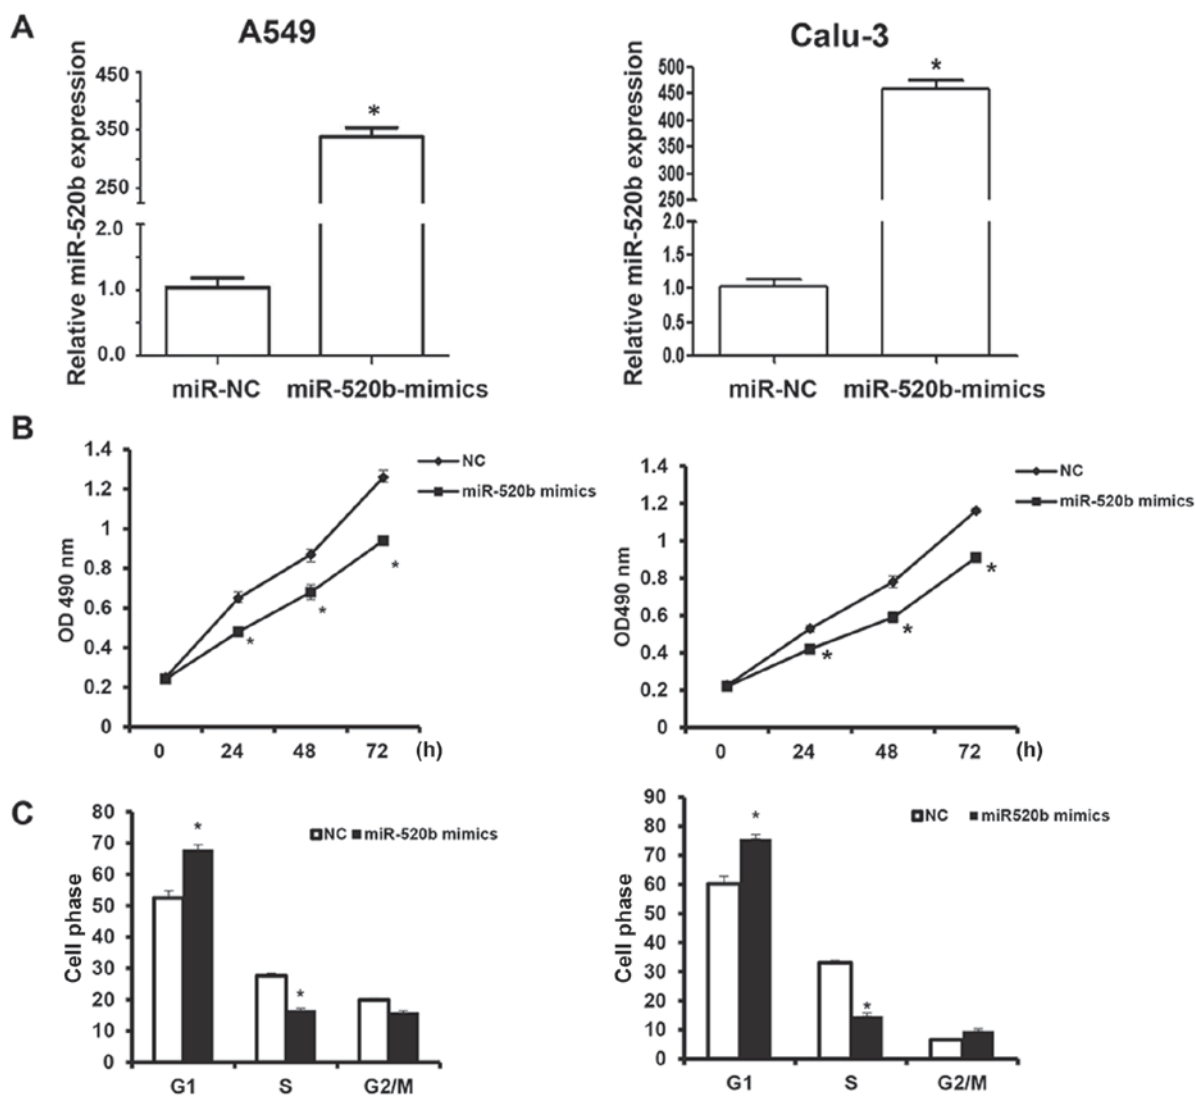 A
A549
Calu-3
Relative miR-520b expression
450
350
250
2.0
1.0
0.0
*
miR-NC
miR-520b-mimics
Relative miR-520b expression
500
450
400
350
300
250
2.0
1.5
1.0
0.5
0.0
*
miR-NC
miR-520b-mimics
B
OD 490 nm
1.4
1.2
1
0.8
0.6
0.4
0.2
0
NC
miR-520b mimics
*
*
*
0 24 48 72 (h)
OD490 nm
1.4
1.2
1
0.8
0.6
0.4
0.2
0
NC
miR-520b mimics
*
*
*
0 24 48 72 (h)
C
Cell phase
80
70
60
50
40
30
20
10
0
NC miR-520b mimics
*
*
G1 S G2/M
Cell phase
90
80
70
60
50
40
30
20
10
0
NC miR520b mimics
*
*
G1 S G2/M